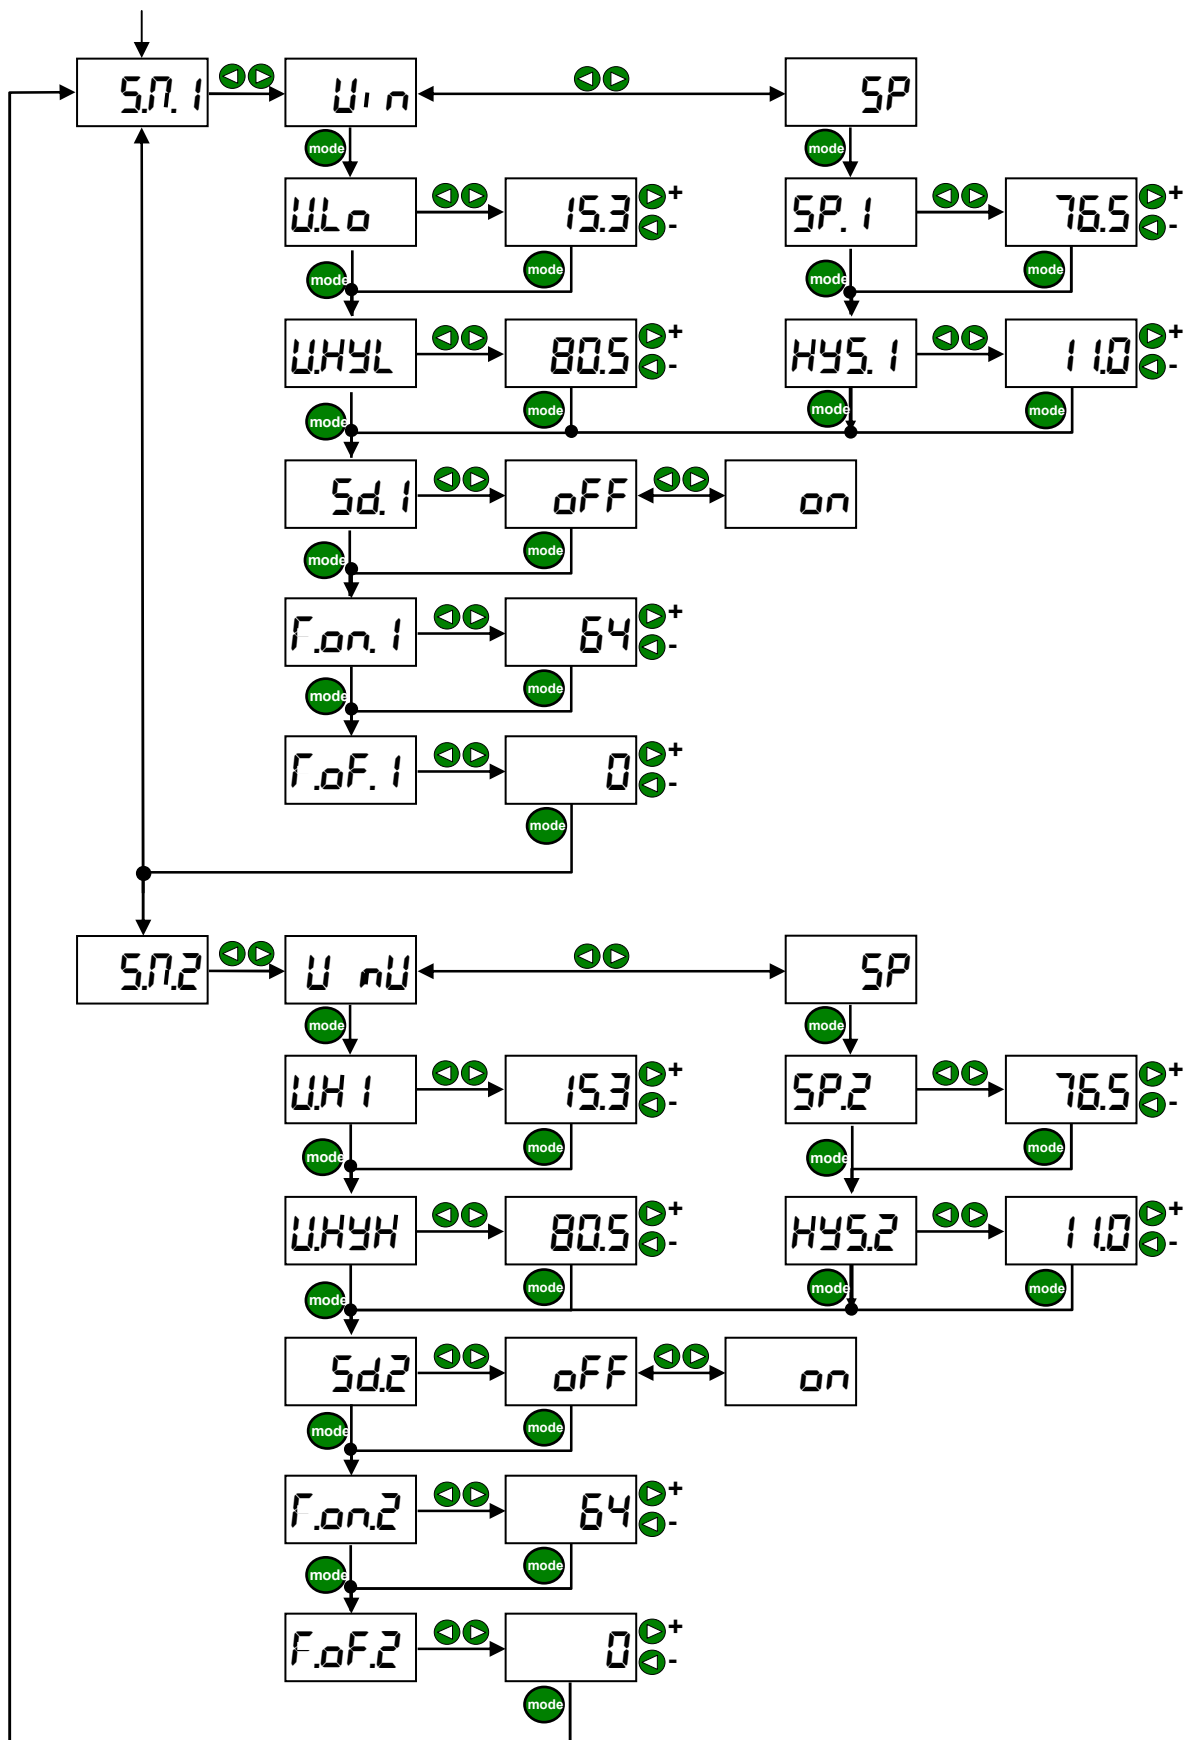 S.П.1 Uin SP
mode mode
U.Lo 15.3 + - SP.1 76.5 + -
mode mode mode mode
U.HYL 80.5 + - HYS.1 11.0 + -
mode mode mode mode
Sd.1 oFF on
mode mode
Г.on.1 64 + -
mode mode
Г.oF.1 0 + -
mode
S.П.2 U nU SP
mode mode
U.HI 15.3 + - SP.2 76.5 + -
mode mode mode mode
U.HYH 80.5 + - HYS.2 11.0 + -
mode mode mode mode
Sd.2 oFF on
mode mode
Г.on.2 64 + -
mode mode
F.oF.2 0 + -
mode